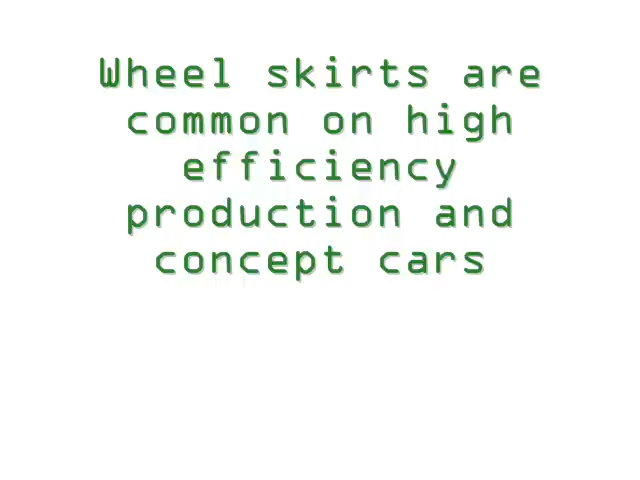 Wheel skirts are
common on high
efficiency
production and
concept cars